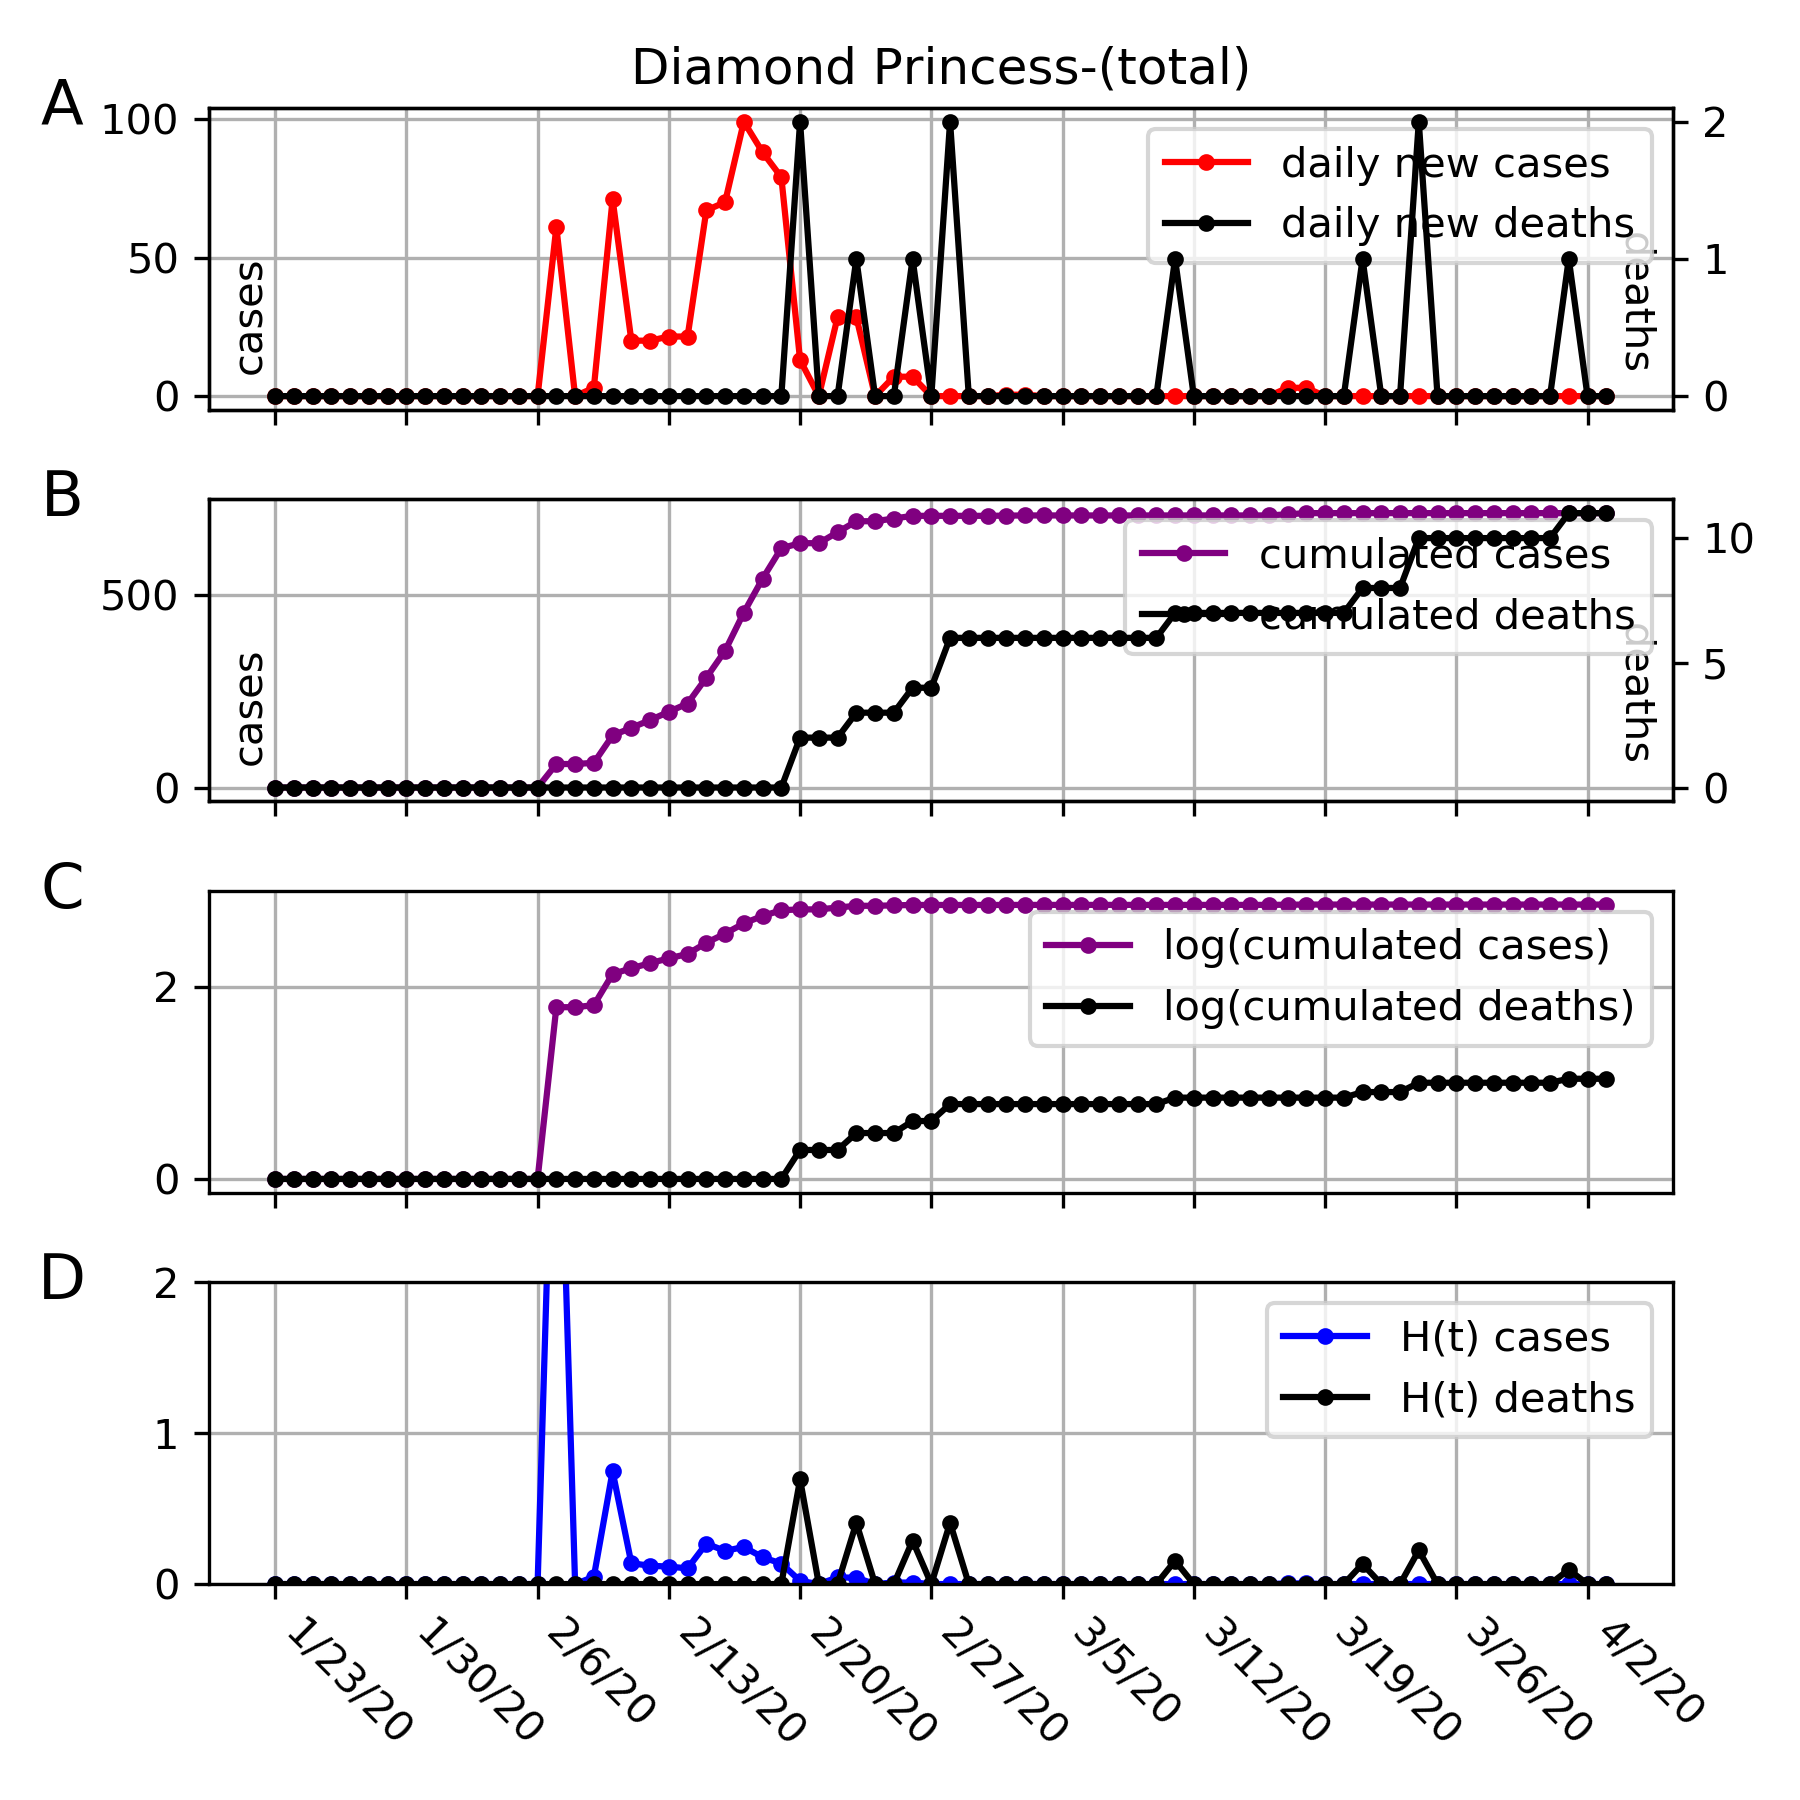 Diamond Princess-(total)
A
100
50
0
2
1
0
cases
deaths
daily new cases
daily new deaths
B
500
0
10
5
0
cases
deaths
cumulated cases
cumulated deaths
C
2
0
log(cumulated cases)
log(cumulated deaths)
D
2
1
0
H(t) cases
H(t) deaths
1/23/20
1/30/20
2/6/20
2/13/20
2/20/20
2/27/20
3/5/20
3/12/20
3/19/20
3/26/20
4/2/20